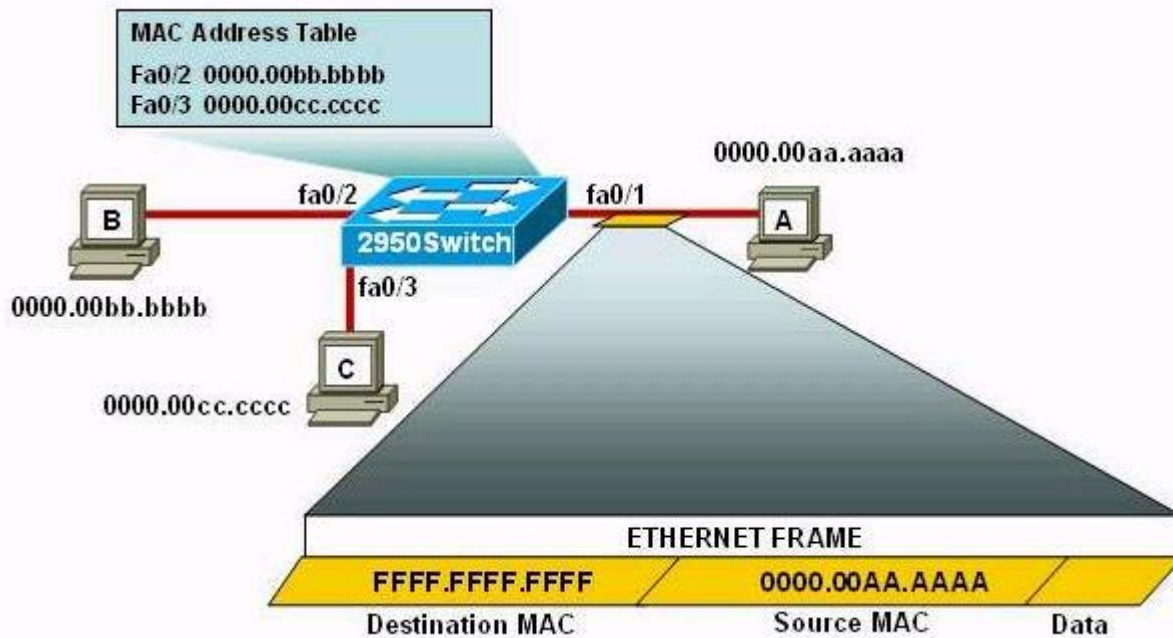 MAC Address Table
Fa0/2 0000.00bb.bbbb
Fa0/3 0000.00cc.cccc
0000.00aa.aaaa
fa0/2
fa0/1
B
A
2950Switch
0000.00bb.bbbb
fa0/3
C
0000.00cc.cccc
ETHERNET FRAME
FFFF.FFFF.FFFF 0000.00AA.AAAA
Destination MAC Source MAC Data